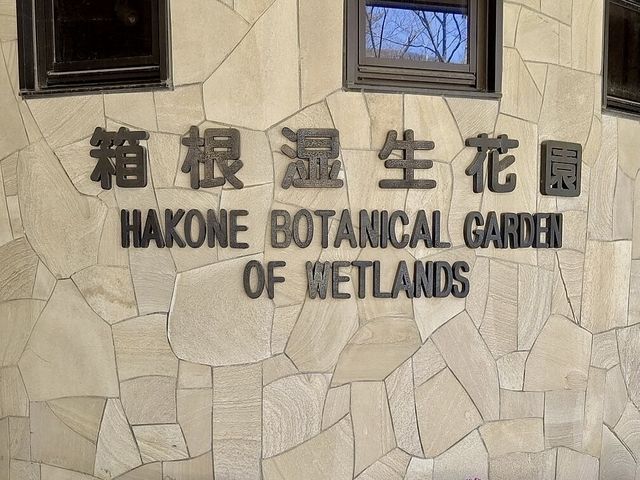 箱根湿生花園
HAKONE BOTANICAL GARDEN
OF WETLANDS